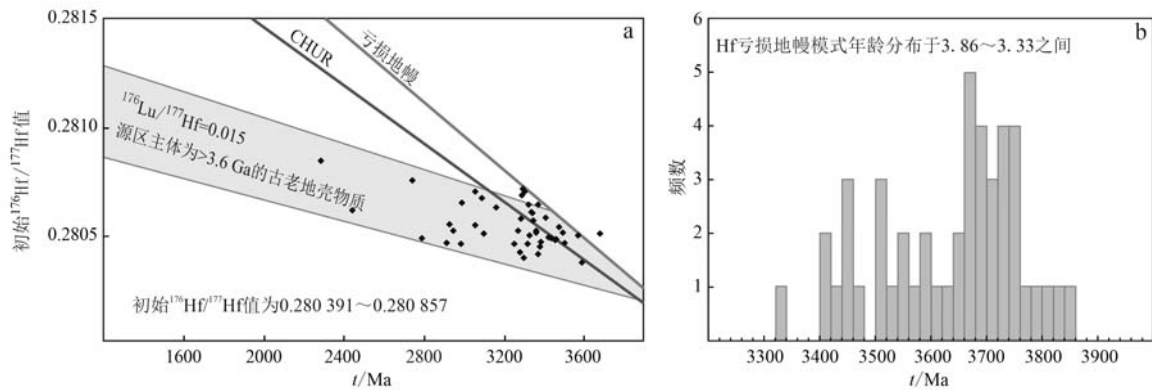 0.2815
a
CHUR
亏损地幔
¹⁷⁶Lu/¹⁷⁷Hf=0.015
源区主体为>3.6 Ga的古老地壳物质
0.2810
0.2805
初始¹⁷⁶Hf/¹⁷⁷Hf值
初始¹⁷⁶Hf/¹⁷⁷Hf值为0.280 391～0.280 857
1600 2000 2400 2800 3200 3600
t/Ma
b
Hf亏损地幔模式年龄分布于3.86～3.33之间
6
5
4
3
2
1
频数
3300 3400 3500 3600 3700 3800 3900
t/Ma